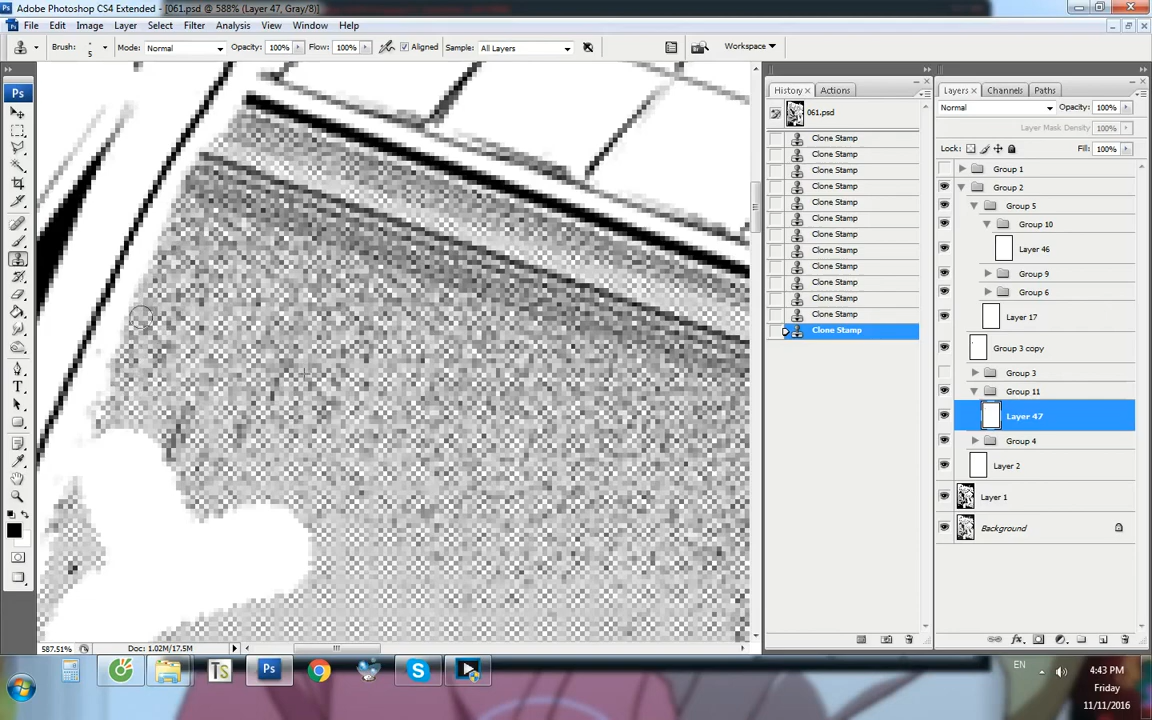 Adobe Photoshop CS4 Extended - [061.psd @ 588% (Layer 47, Gray/8)]
File Edit Image Layer Select Filter Analysis View Window Help
Brush: 5 Mode: Normal Opacity: 100% Flow: 100% Aligned Sample: All Layers Workspace
Ps
T
History Actions
061.psd
Clone Stamp
Clone Stamp
Clone Stamp
Clone Stamp
Clone Stamp
Clone Stamp
Clone Stamp
Clone Stamp
Clone Stamp
Clone Stamp
Clone Stamp
Clone Stamp
Clone Stamp
Layers Channels Paths
Normal Opacity: 100%
Layer Mask Density: 100%
Lock: Fill: 100%
Group 1
Group 2
Group 5
Group 10
Layer 46
Group 9
Group 6
Layer 17
Group 3 copy
Group 3
Group 11
Layer 47
Group 4
Layer 2
Layer 1
Background
587.51% Doc: 1.02M/17.5M
fx
TS Ps S
EN
4:43 PM
Friday
11/11/2016